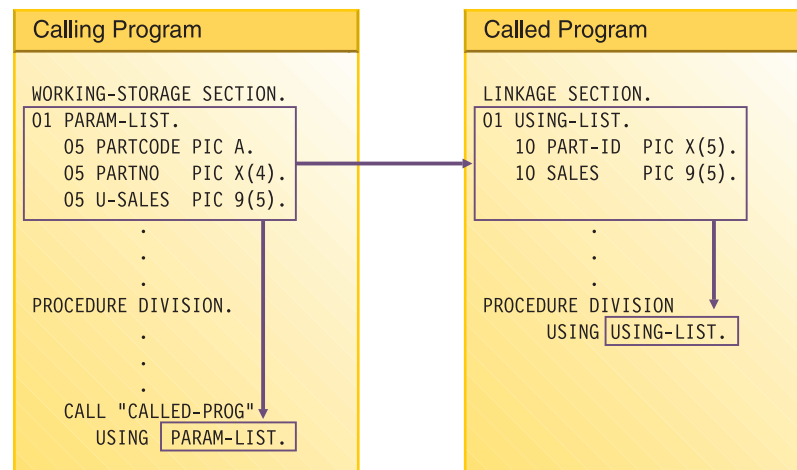 Calling Program
WORKING-STORAGE SECTION.
01 PARAM-LIST.
05 PARTCODE PIC A.
05 PARTNO PIC X(4).
05 U-SALES PIC 9(5).
.
.
.
PROCEDURE DIVISION.
.
.
.
CALL "CALLED-PROG"
USING PARAM-LIST.
Called Program
LINKAGE SECTION.
01 USING-LIST.
10 PART-ID PIC X(5).
10 SALES PIC 9(5).
.
.
.
PROCEDURE DIVISION
USING USING-LIST.